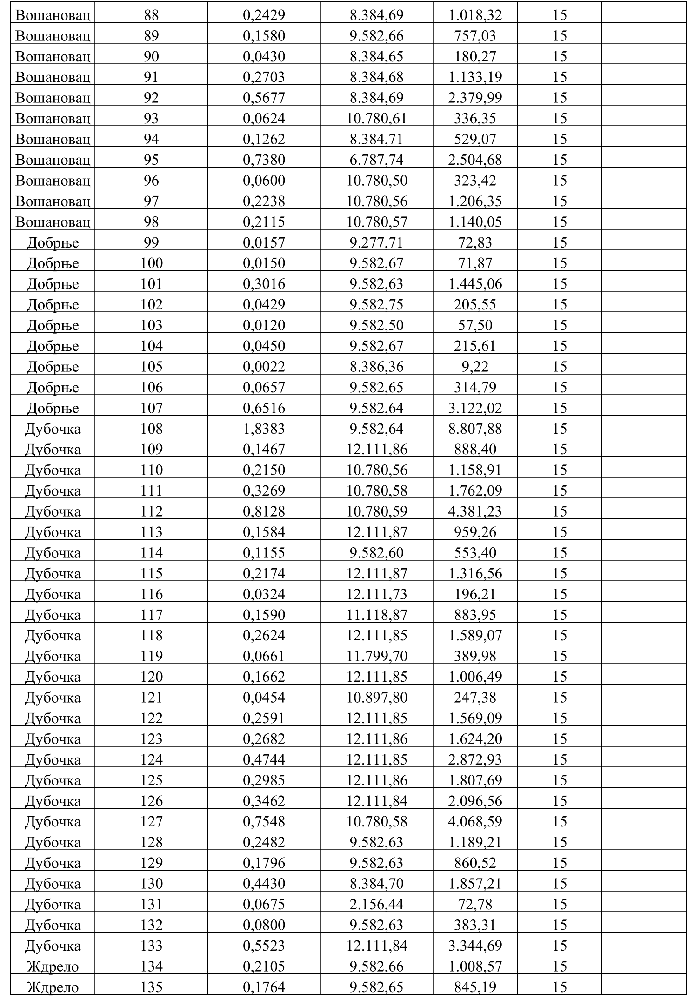 Вошановац 88 0,2429 8.384,69 1.018,32 15
Вошановац 89 0,1580 9.582,66 757,03 15
Вошановац 90 0,0430 8.384,65 180,27 15
Вошановац 91 0,2703 8.384,68 1.133,19 15
Вошановац 92 0,5677 8.384,69 2.379,99 15
Вошановац 93 0,0624 10.780,61 336,35 15
Вошановац 94 0,1262 8.384,71 529,07 15
Вошановац 95 0,7380 6.787,74 2.504,68 15
Вошановац 96 0,0600 10.780,50 323,42 15
Вошановац 97 0,2238 10.780,56 1.206,35 15
Вошановац 98 0,2115 10.780,57 1.140,05 15
Добрње 99 0,0157 9.277,71 72,83 15
Добрње 100 0,0150 9.582,67 71,87 15
Добрње 101 0,3016 9.582,63 1.445,06 15
Добрње 102 0,0429 9.582,75 205,55 15
Добрње 103 0,0120 9.582,50 57,50 15
Добрње 104 0,0450 9.582,67 215,61 15
Добрње 105 0,0022 8.386,36 9,22 15
Добрње 106 0,0657 9.582,65 314,79 15
Добрње 107 0,6516 9.582,64 3.122,02 15
Дубочка 108 1,8383 9.582,64 8.807,88 15
Дубочка 109 0,1467 12.111,86 888,40 15
Дубочка 110 0,2150 10.780,56 1.158,91 15
Дубочка 111 0,3269 10.780,58 1.762,09 15
Дубочка 112 0,8128 10.780,59 4.381,23 15
Дубочка 113 0,1584 12.111,87 959,26 15
Дубочка 114 0,1155 9.582,60 553,40 15
Дубочка 115 0,2174 12.111,87 1.316,56 15
Дубочка 116 0,0324 12.111,73 196,21 15
Дубочка 117 0,1590 11.118,87 883,95 15
Дубочка 118 0,2624 12.111,85 1.589,07 15
Дубочка 119 0,0661 11.799,70 389,98 15
Дубочка 120 0,1662 12.111,85 1.006,49 15
Дубочка 121 0,0454 10.897,80 247,38 15
Дубочка 122 0,2591 12.111,85 1.569,09 15
Дубочка 123 0,2682 12.111,86 1.624,20 15
Дубочка 124 0,4744 12.111,85 2.872,93 15
Дубочка 125 0,2985 12.111,86 1.807,69 15
Дубочка 126 0,3462 12.111,84 2.096,56 15
Дубочка 127 0,7548 10.780,58 4.068,59 15
Дубочка 128 0,2482 9.582,63 1.189,21 15
Дубочка 129 0,1796 9.582,63 860,52 15
Дубочка 130 0,4430 8.384,70 1.857,21 15
Дубочка 131 0,0675 2.156,44 72,78 15
Дубочка 132 0,0800 9.582,63 383,31 15
Дубочка 133 0,5523 12.111,84 3.344,69 15
Ждрело 134 0,2105 9.582,66 1.008,57 15
Ждрело 135 0,1764 9.582,65 845,19 15